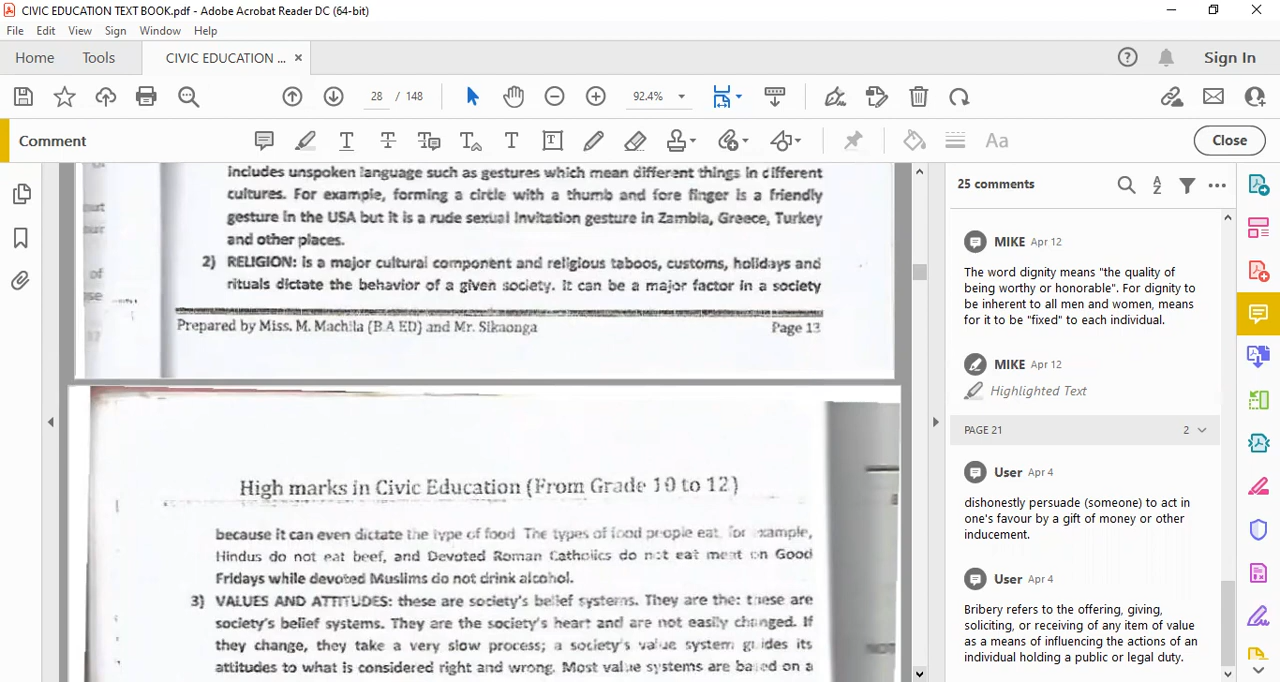 CIVIC EDUCATION TEXT BOOK.pdf - Adobe Acrobat Reader DC (64-bit)
File Edit View Sign Window Help
Home Tools CIVIC EDUCATION ... × Sign In
28 / 148 92.4%
Comment Close
includes unspoken language such as gestures which mean different things in different
cultures. For example, forming a circle with a thumb and fore finger is a friendly
gesture in the USA but it is a rude sexual invitation gesture in Zambia, Greece, Turkey
and other places.
2) RELIGION: is a major cultural component and religious taboos, customs, holidays and
rituals dictate the behavior of a given society. It can be a major factor in a society
Prepared by Miss. M. Machila (B.A ED) and Mr. Sikaonga Page 13
High marks in Civic Education (From Grade 10 to 12)
because it can even dictate the type of food The types of food people eat, for example,
Hindus do not eat beef, and Devoted Roman Catholics do not eat meat on Good
Fridays while devoted Muslims do not drink alcohol.
3) VALUES AND ATTITUDES: these are society's belief systems. They are the: these are
society's belief systems. They are the society's heart and are not easily changed. If
they change, they take a very slow process; a society's value system guides its
attitudes to what is considered right and wrong. Most value systems are based on a
25 comments
MIKE Apr 12
The word dignity means "the quality of
being worthy or honorable". For dignity to
be inherent to all men and women, means
for it to be "fixed" to each individual.
MIKE Apr 12
Highlighted Text
PAGE 21 2
User Apr 4
dishonestly persuade (someone) to act in
one's favour by a gift of money or other
inducement.
User Apr 4
Bribery refers to the offering, giving,
soliciting, or receiving of any item of value
as a means of influencing the actions of an
individual holding a public or legal duty.